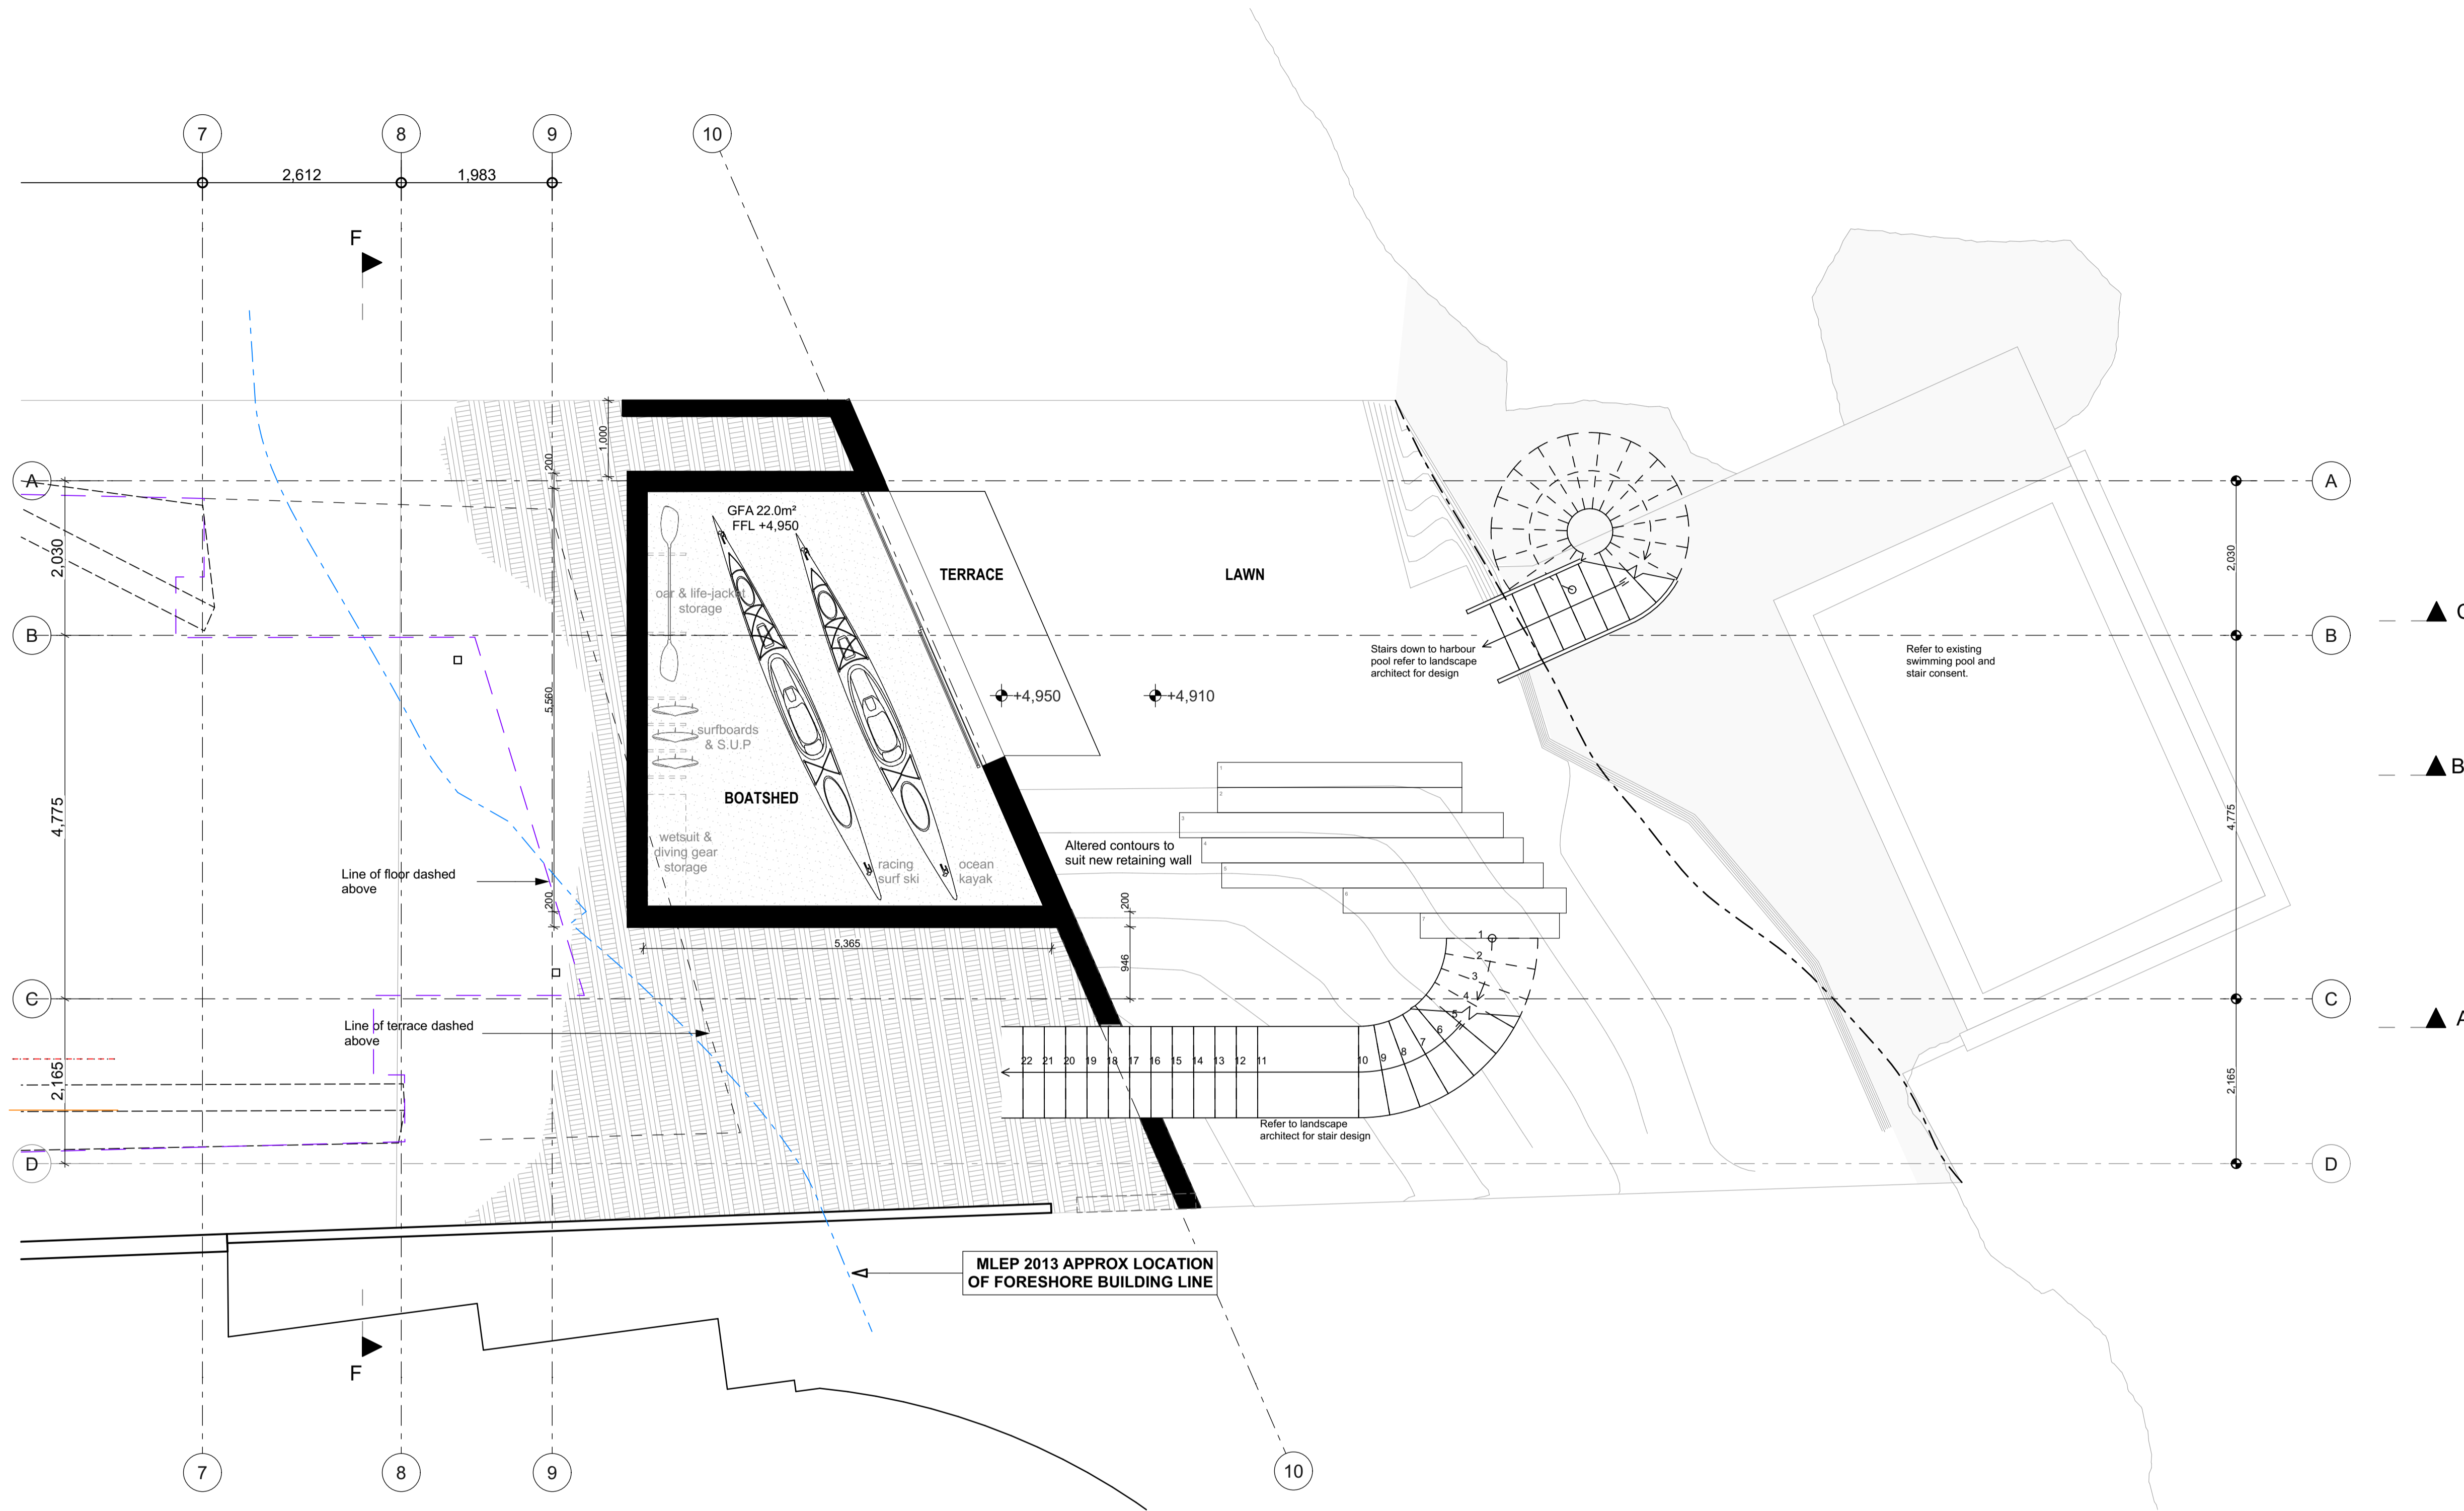 7
8
9
10
2,612
1,983
F
1,000
200
A
A
GFA 22.0m²
FFL +4,950
2,030
2,030
TERRACE
LAWN
oar & life-jacket
storage
B
B
C
Stairs down to harbour
pool refer to landscape
architect for design
Refer to existing
swimming pool and
stair consent.
5,560
+4,950
+4,910
surfboards
& S.U.P
B
1
2
3
4
5
6
7
BOATSHED
4,775
4,775
wetsuit &
diving gear
storage
Altered contours to
suit new retaining wall
racing
surf ski
ocean
kayak
Line of floor dashed
above
200
200
5,365
946
1
2
3
4
5
6
7
8
9
10
C
C
A
Line of terrace dashed
above
22 21 20 19 18 17 16 15 14 13 12 11
2,165
2,165
Refer to landscape
architect for stair design
D
D
MLEP 2013 APPROX LOCATION
OF FORESHORE BUILDING LINE
F
7
8
9
10